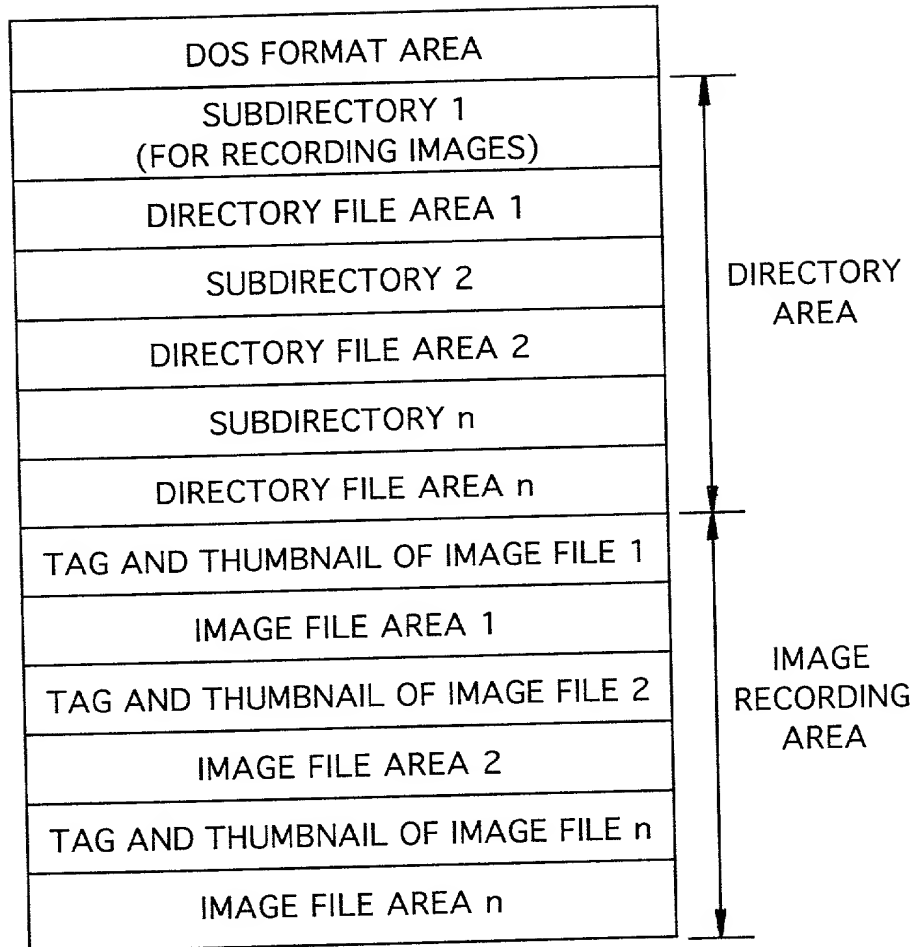 DOS FORMAT AREA
SUBDIRECTORY 1
(FOR RECORDING IMAGES)
DIRECTORY FILE AREA 1
SUBDIRECTORY 2
DIRECTORY FILE AREA 2
SUBDIRECTORY n
DIRECTORY FILE AREA n
DIRECTORY
AREA
TAG AND THUMBNAIL OF IMAGE FILE 1
IMAGE FILE AREA 1
TAG AND THUMBNAIL OF IMAGE FILE 2
IMAGE FILE AREA 2
TAG AND THUMBNAIL OF IMAGE FILE n
IMAGE FILE AREA n
IMAGE
RECORDING
AREA